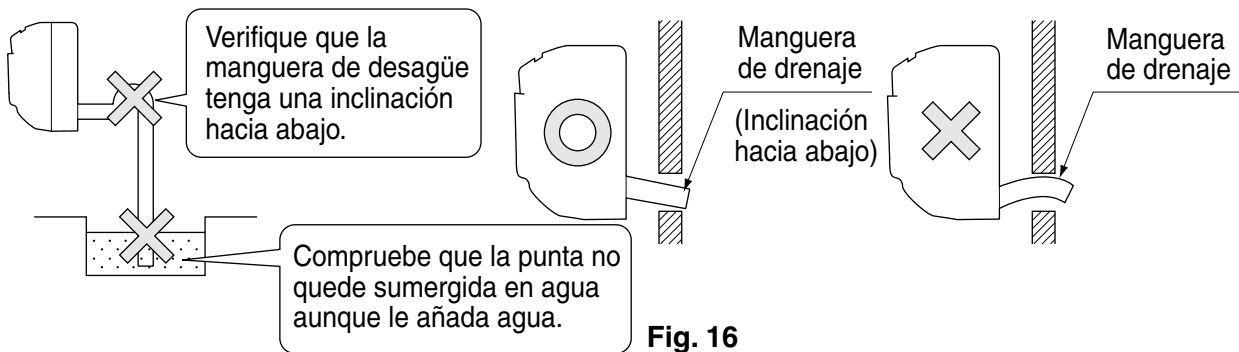 Verifique que la
manguera de desagüe
tenga una inclinación
hacia abajo.
Compruebe que la punta no
quede sumergida en agua
aunque le añada agua.
Manguera
de drenaje
(Inclinación
hacia abajo)
Manguera
de drenaje
Fig. 16